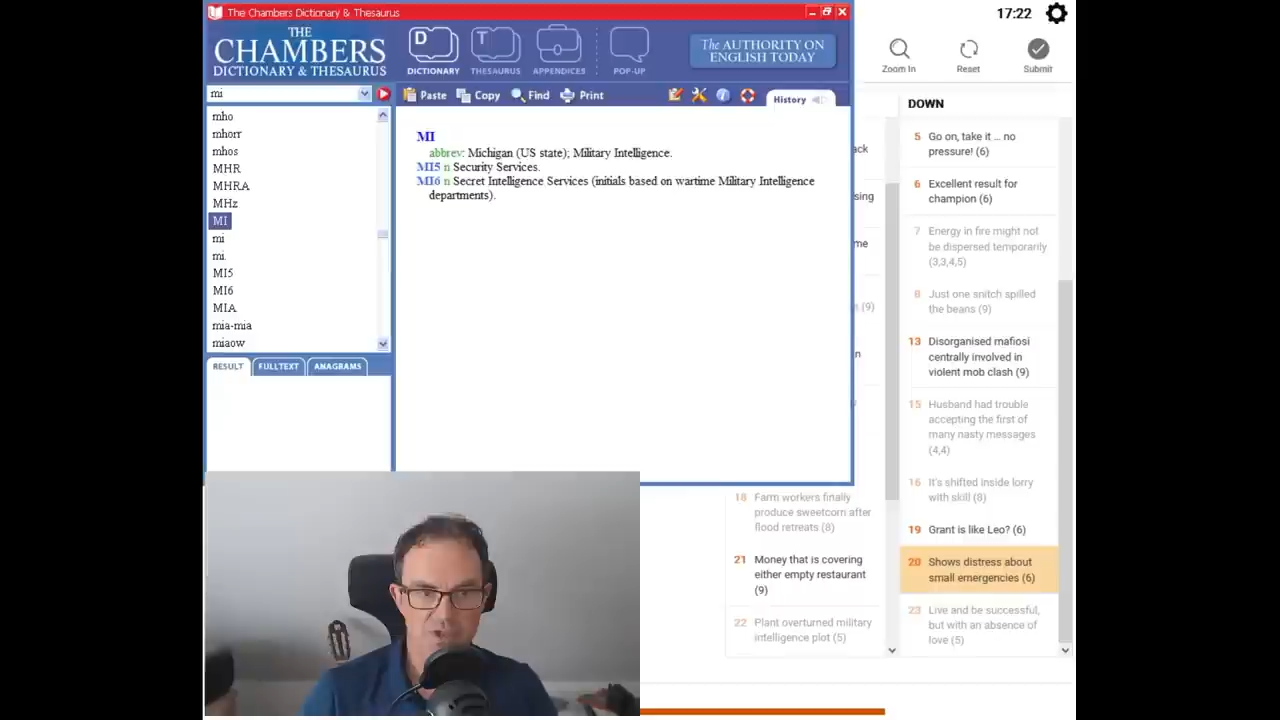 The Chambers Dictionary & Thesaurus
THE
CHAMBERS
DICTIONARY & THESAURUS
D
DICTIONARY
T
THESAURUS
APPENDICES
POP-UP
The AUTHORITY ON
ENGLISH TODAY
mi
Paste
Copy
Find
Print
History
mho
mhorr
mhos
MHR
MHRA
MHz
MI
mi
mi.
MI5
MI6
MIA
mia-mia
miaow
RESULT
FULLTEXT
ANAGRAMS
MI
abbrev: Michigan (US state); Military Intelligence.
MI5 n Security Services.
MI6 n Secret Intelligence Services (initials based on wartime Military Intelligence
departments).
17:22
Zoom In
Reset
Submit
ack
sing
me
(9)
n
18 Farm workers finally
produce sweetcorn after
flood retreats (8)
21 Money that is covering
either empty restaurant
(9)
22 Plant overturned military
intelligence plot (5)
DOWN
5 Go on, take it ... no
pressure! (6)
6 Excellent result for
champion (6)
7 Energy in fire might not
be dispersed temporarily
(3,3,4,5)
8 Just one snitch spilled
the beans (9)
13 Disorganised mafiosi
centrally involved in
violent mob clash (9)
15 Husband had trouble
accepting the first of
many nasty messages
(4,4)
16 It's shifted inside lorry
with skill (8)
19 Grant is like Leo? (6)
20 Shows distress about
small emergencies (6)
23 Live and be successful,
but with an absence of
love (5)